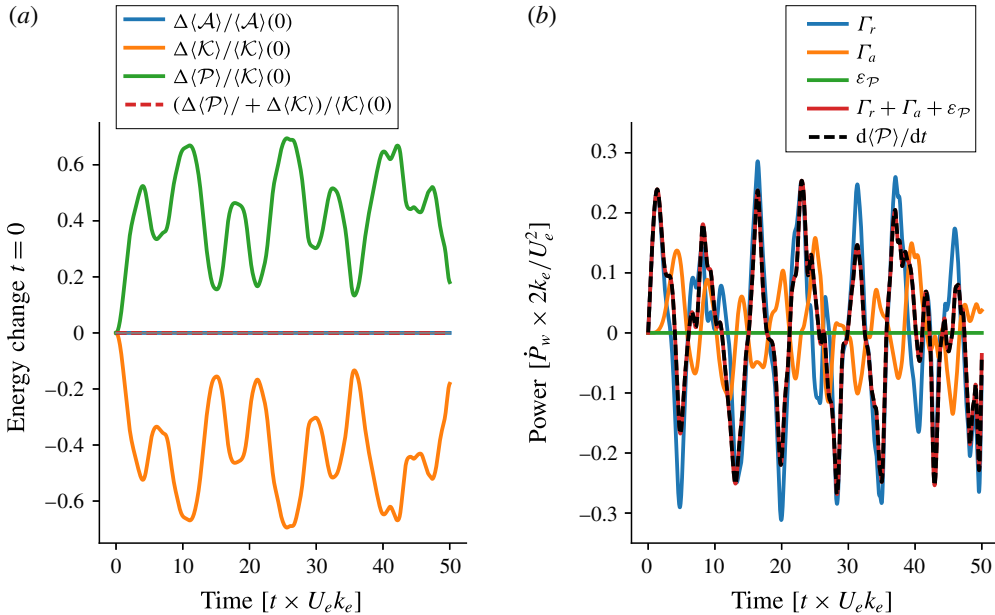 (a)
Δ⟨𝒜⟩/⟨𝒜⟩(0)
Δ⟨𝒦⟩/⟨𝒦⟩(0)
Δ⟨𝒫⟩/⟨𝒦⟩(0)
(Δ⟨𝒫⟩/ + Δ⟨𝒦⟩)/⟨𝒦⟩(0)
Energy change t = 0
0.6
0.4
0.2
0
−0.2
−0.4
−0.6
0 10 20 30 40 50
Time [t × U_e k_e]
(b)
Γ_r
Γ_a
ε_𝒫
Γ_r + Γ_a + ε_𝒫
d⟨𝒫⟩/dt
Power [Ṗ_w × 2k_e/U_e^2]
0.3
0.2
0.1
0
−0.1
−0.2
−0.3
0 10 20 30 40 50
Time [t × U_e k_e]